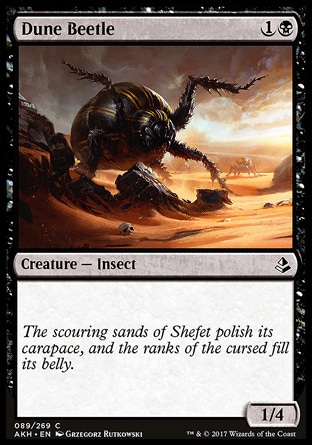 Dune Beetle 1
Creature — Insect
The scouring sands of Shefet polish its
carapace, and the ranks of the cursed fill
its belly.
1/4
089/269 C
AKH • EN Grzegorz Rutkowski
™ & © 2017 Wizards of the Coast